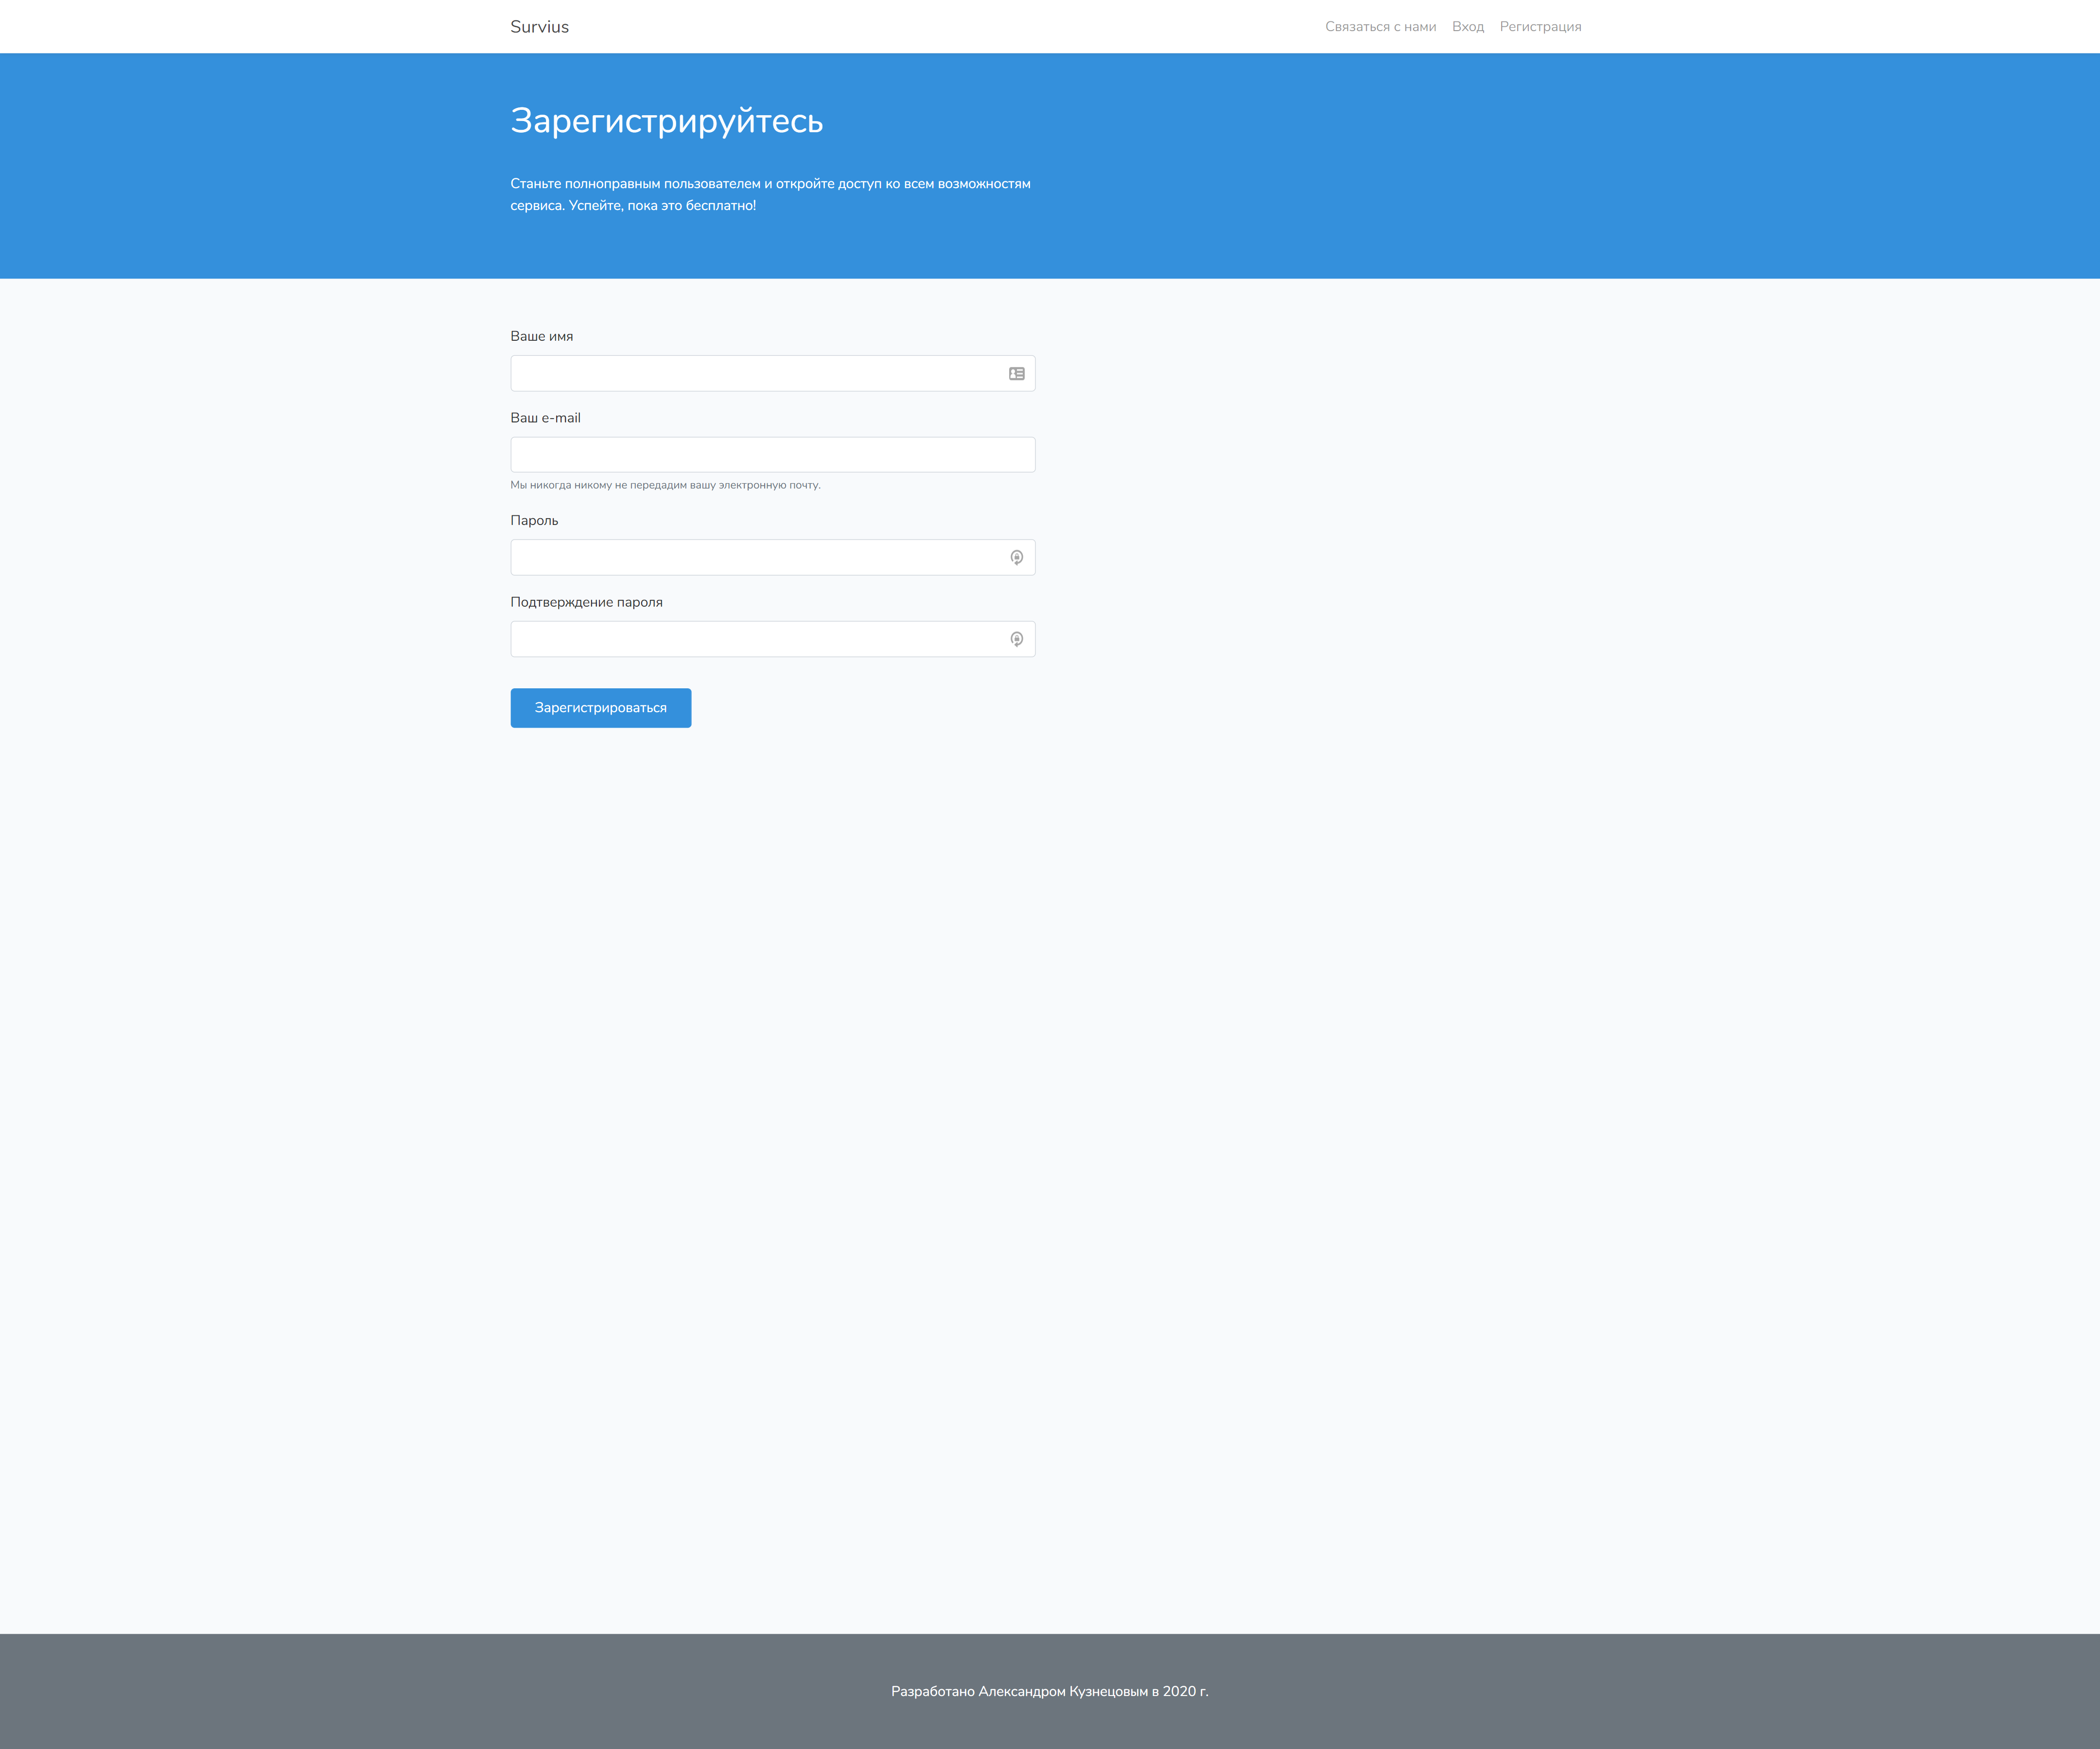 Survius
Связаться с нами
Вход
Регистрация
Зарегистрируйтесь
Станьте полноправным пользователем и откройте доступ ко всем возможностям
сервиса. Успейте, пока это бесплатно!
Ваше имя
Ваш e-mail
Мы никогда никому не передадим вашу электронную почту.
Пароль
Подтверждение пароля
Зарегистрироваться
Разработано Александром Кузнецовым в 2020 г.